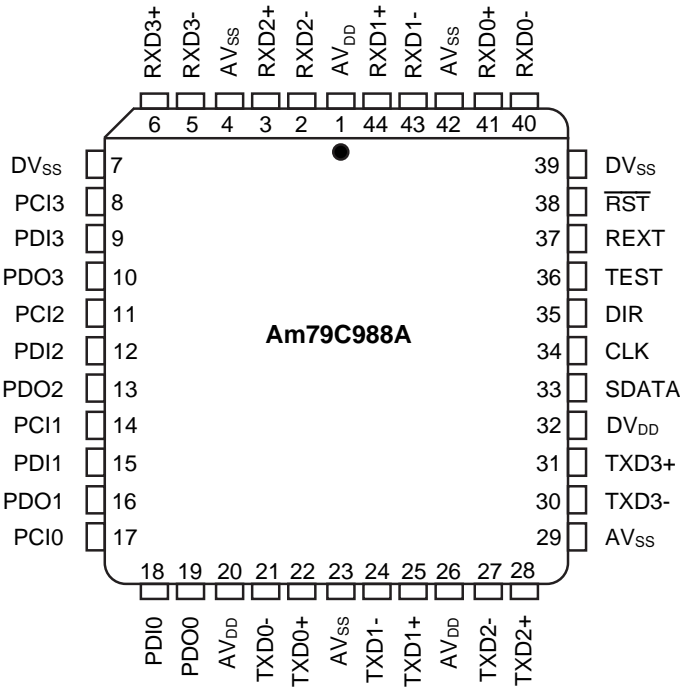 RXD3+ RXD3- AVSS RXD2+ RXD2- AVDD RXD1+ RXD1- AVSS RXD0+ RXD0-
6 5 4 3 2 1 44 43 42 41 40
DVSS 7 39 DVSS
PCI3 8 38 RST
PDI3 9 37 REXT
PDO3 10 36 TEST
PCI2 11 35 DIR
Am79C988A
PDI2 12 34 CLK
PDO2 13 33 SDATA
PCI1 14 32 DVDD
PDI1 15 31 TXD3+
PDO1 16 30 TXD3-
PCI0 17 29 AVSS
18 19 20 21 22 23 24 25 26 27 28
PDI0 PDO0 AVDD TXD0- TXD0+ AVSS TXD1- TXD1+ AVDD TXD2- TXD2+